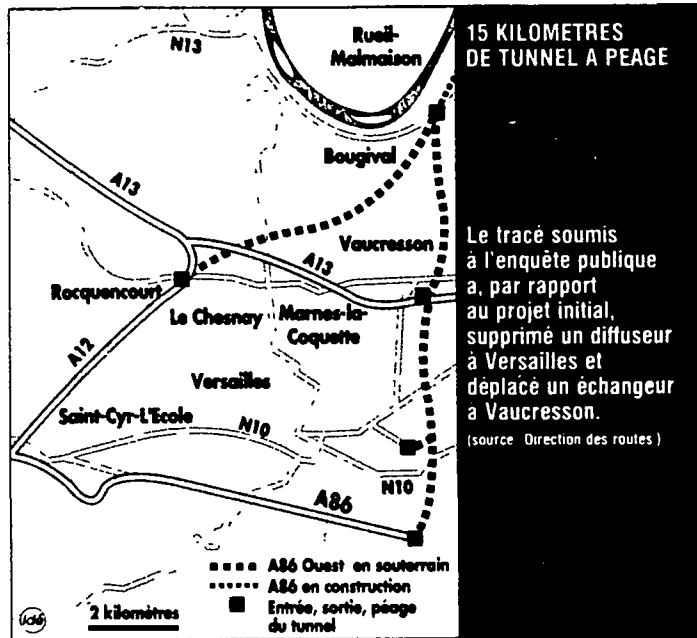 15 KILOMETRES
DE TUNNEL A PEAGE
Le tracé soumis
à l'enquête publique
a, par rapport
au projet initial,
supprimé un diffuseur
à Versailles et
déplacé un échangeur
à Vaucresson.
(source Direction des routes)
N13
Rueil-
Malmaison
Bougival
A13
Vaucresson
A13
Rocquencourt
Le Chesnay
Marnes-la-
Coquette
A12
Versailles
Saint-Cyr-L'Ecole
N10
N10
A86
A86 Ouest en souterrain
A86 en construction
Entrée, sortie, péage
du tunnel
idé
2 kilomètres